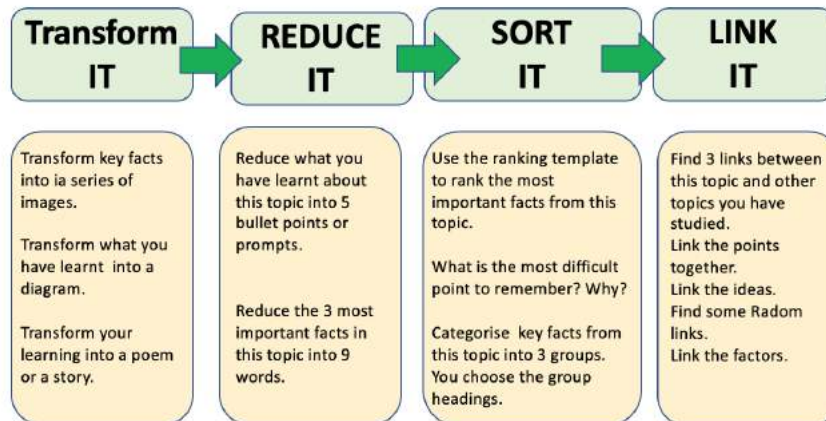 Transform
IT
REDUCE
IT
SORT
IT
LINK
IT
Transform key facts
into ia series of
images.
Transform what you
have learnt into a
diagram.
Transform your
learning into a poem
or a story.
Reduce what you
have learnt about
this topic into 5
bullet points or
prompts.
Reduce the 3 most
important facts in
this topic into 9
words.
Use the ranking template
to rank the most
important facts from this
topic.
What is the most difficult
point to remember? Why?
Categorise key facts from
this topic into 3 groups.
You choose the group
headings.
Find 3 links between
this topic and other
topics you have
studied.
Link the points
together.
Link the ideas.
Find some Radom
links.
Link the factors.